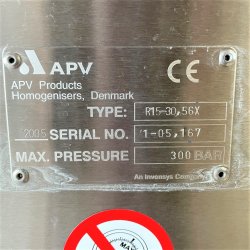 APV CE
APV Products
Homogenisers, Denmark
TYPE: R15-30,56X
2005 SERIAL NO. 1-05,167
MAX. PRESSURE 300 BAR
An Invensys Company
MAX